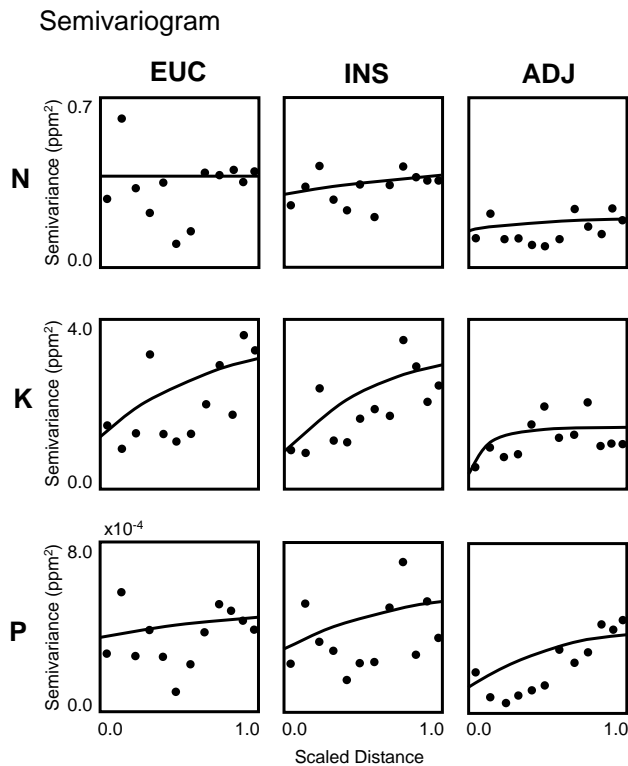 Semivariogram
EUC INS ADJ
N
Semivariance (ppm²)
0.7
0.0
K
Semivariance (ppm²)
4.0
0.0
x10⁻⁴
P
Semivariance (ppm²)
8.0
0.0
0.0 1.0 0.0 1.0 0.0 1.0
Scaled Distance